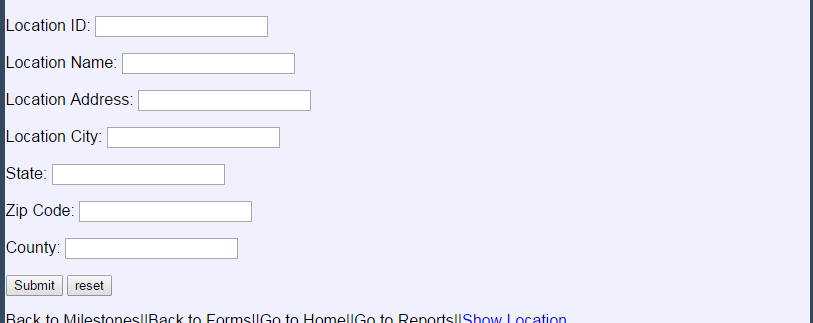 Location ID:
Location Name:
Location Address:
Location City:
State:
Zip Code:
County:
Submit reset
Back to Milestones||Back to Forms||Go to Home||Go to Reports||Show Location